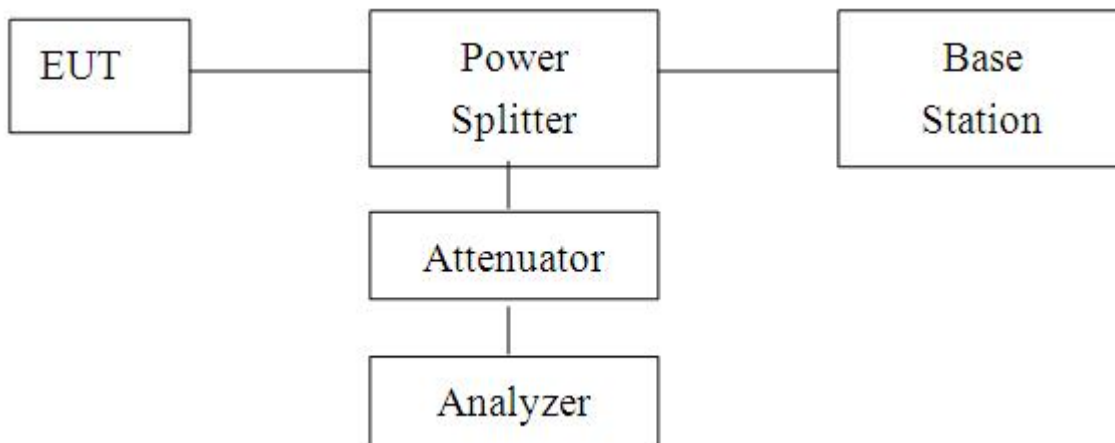 EUT
Power
Splitter
Base
Station
Attenuator
Analyzer